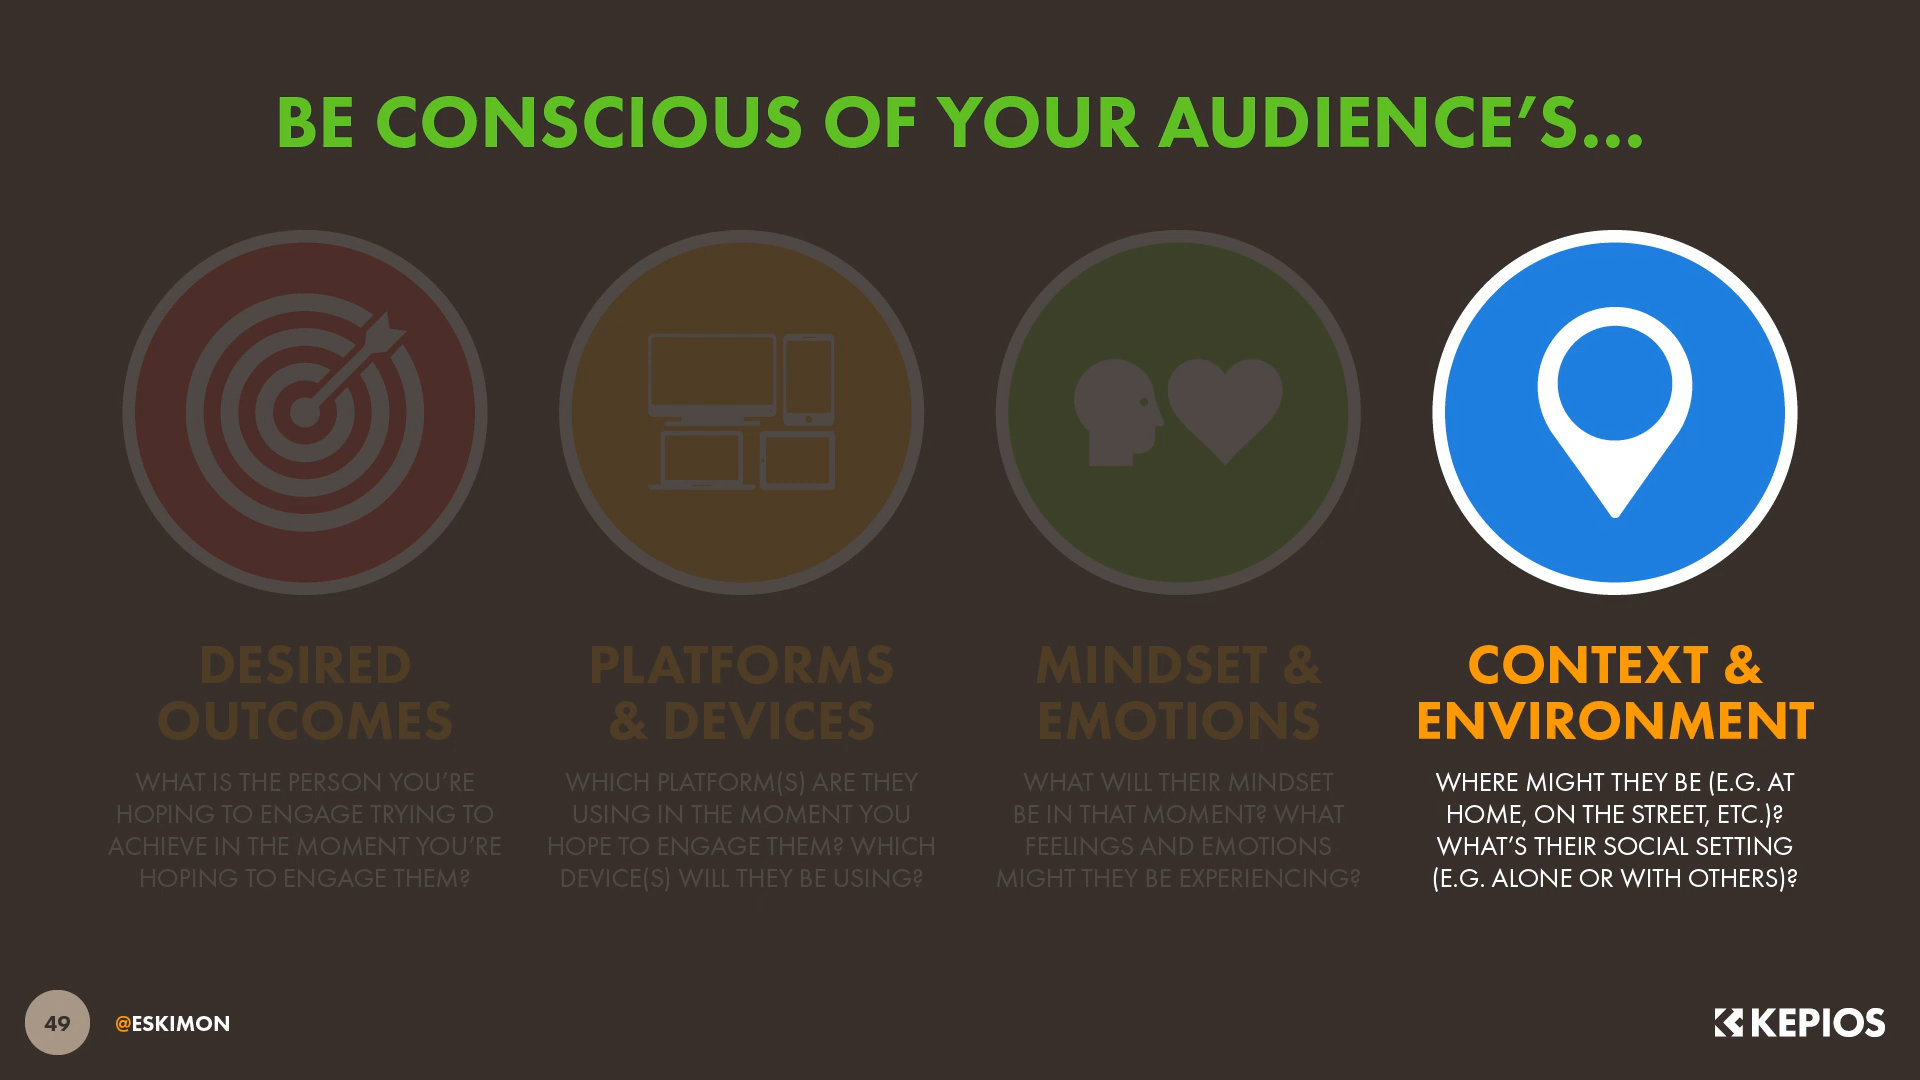 BE CONSCIOUS OF YOUR AUDIENCE’S…
DESIRED
OUTCOMES
WHAT IS THE PERSON YOU’RE
HOPING TO ENGAGE TRYING TO
ACHIEVE IN THE MOMENT YOU’RE
HOPING TO ENGAGE THEM?
PLATFORMS
& DEVICES
WHICH PLATFORM(S) ARE THEY
USING IN THE MOMENT YOU
HOPE TO ENGAGE THEM? WHICH
DEVICE(S) WILL THEY BE USING?
MINDSET &
EMOTIONS
WHAT WILL THEIR MINDSET
BE IN THAT MOMENT? WHAT
FEELINGS AND EMOTIONS
MIGHT THEY BE EXPERIENCING?
CONTEXT &
ENVIRONMENT
WHERE MIGHT THEY BE (E.G. AT
HOME, ON THE STREET, ETC.)?
WHAT’S THEIR SOCIAL SETTING
(E.G. ALONE OR WITH OTHERS)?
49
@ESKIMON
KEPIOS